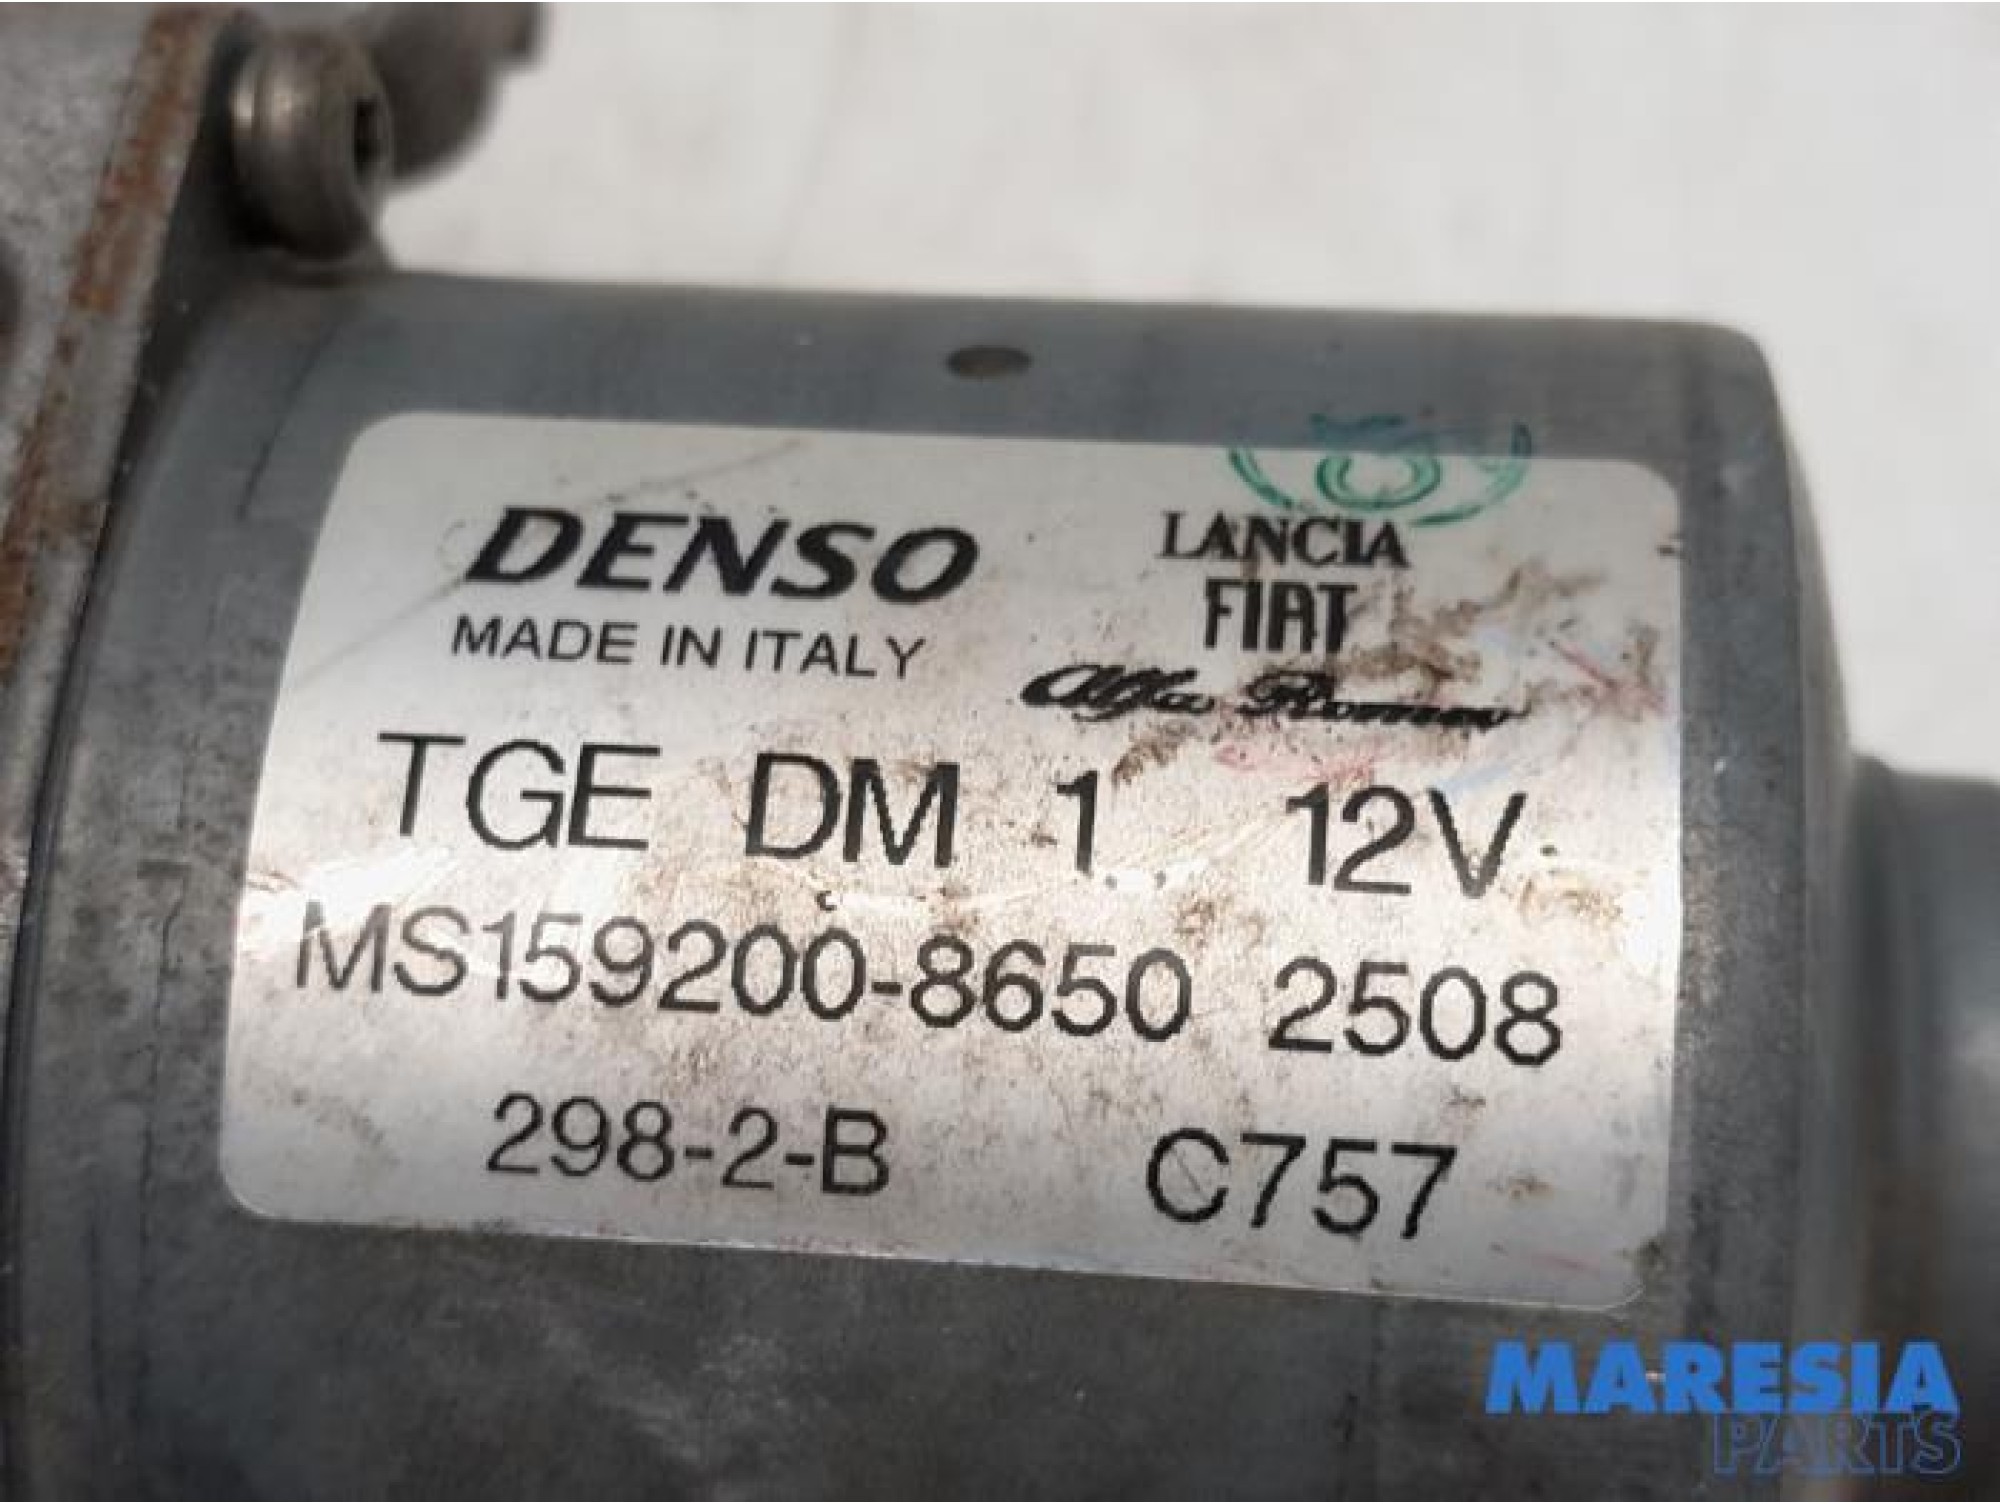 DENSO
MADE IN ITALY
LANCIA
FIAT
Alfa Romeo
TGE DM 1 12V
MS159200-8650 2508
298-2-B C757
MARESIA
PARTS